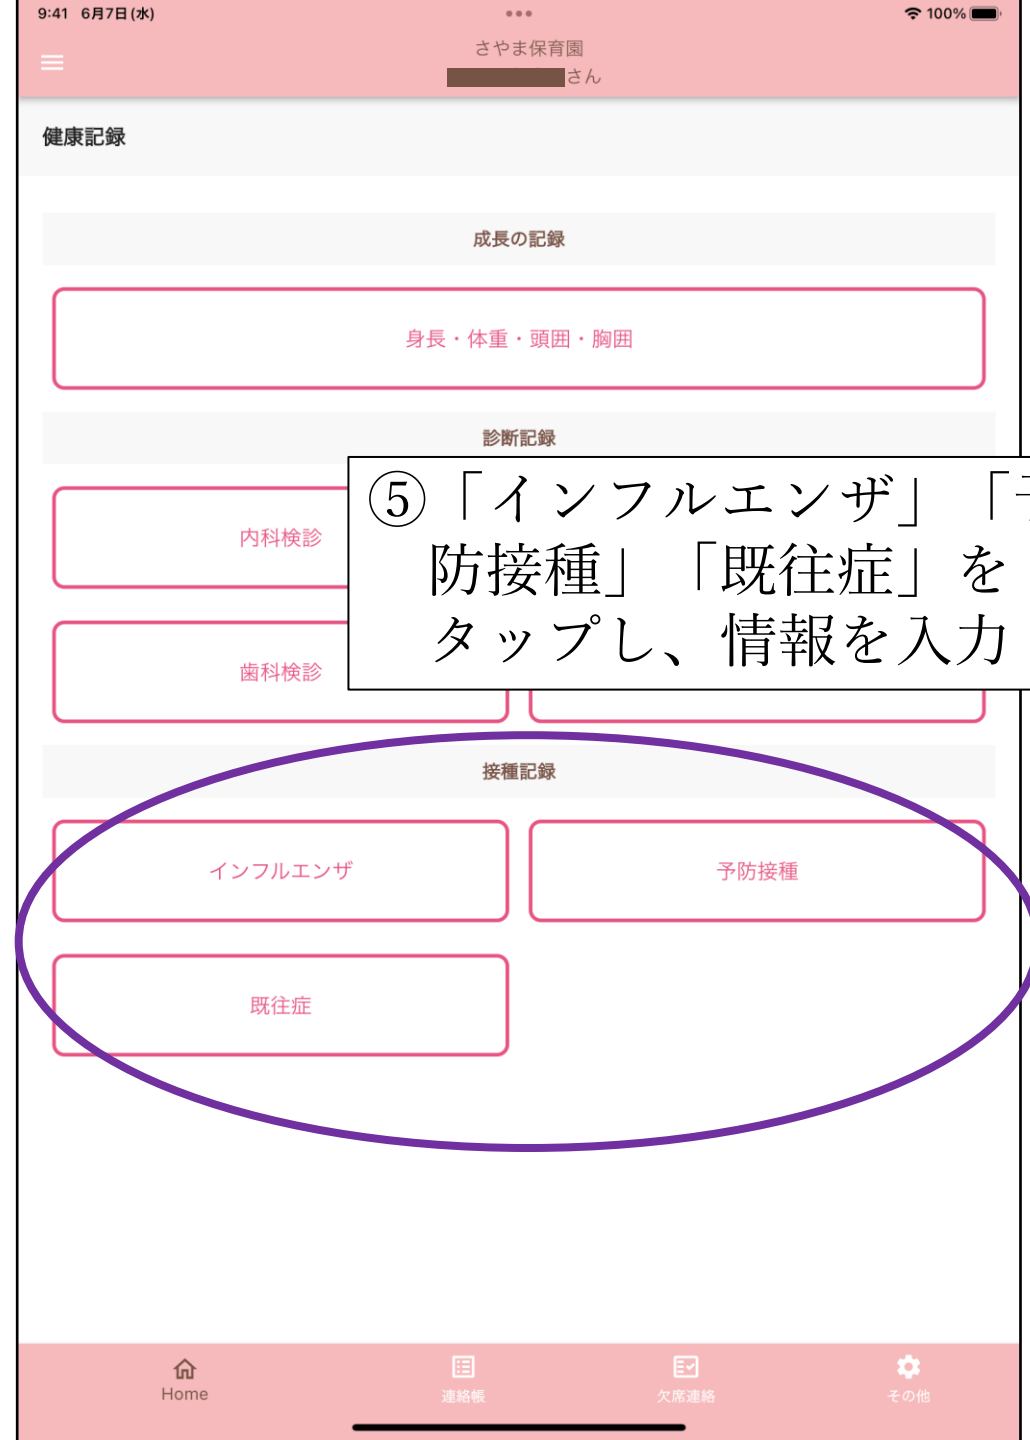 9:41 6月7日(水)
100%
さやま保育園
さん
健康記録
成長の記録
身長・体重・頭囲・胸囲
診断記録
⑤「インフルエンザ」「予
防接種」「既往症」を
タップし、情報を入力
内科検診
歯科検診
接種記録
インフルエンザ
予防接種
既往症
Home
連絡帳
欠席連絡
その他